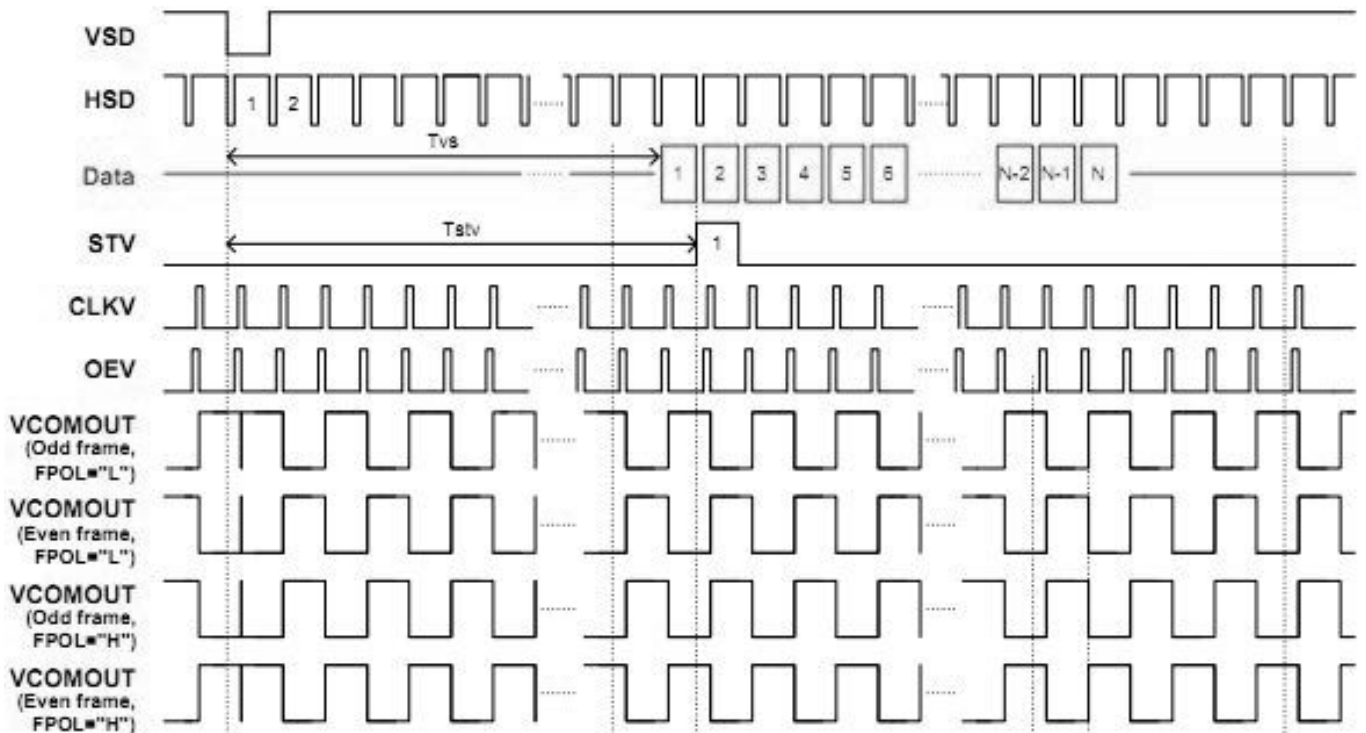 VSD
HSD
1 2
Tvs
Data
1 2 3 4 5 6 N-2 N-1 N
Tstv
STV
1
CLKV
OEV
VCOMOUT
(Odd frame,
FPOL="L")
VCOMOUT
(Even frame,
FPOL="L")
VCOMOUT
(Odd frame,
FPOL="H")
VCOMOUT
(Even frame,
FPOL="H")